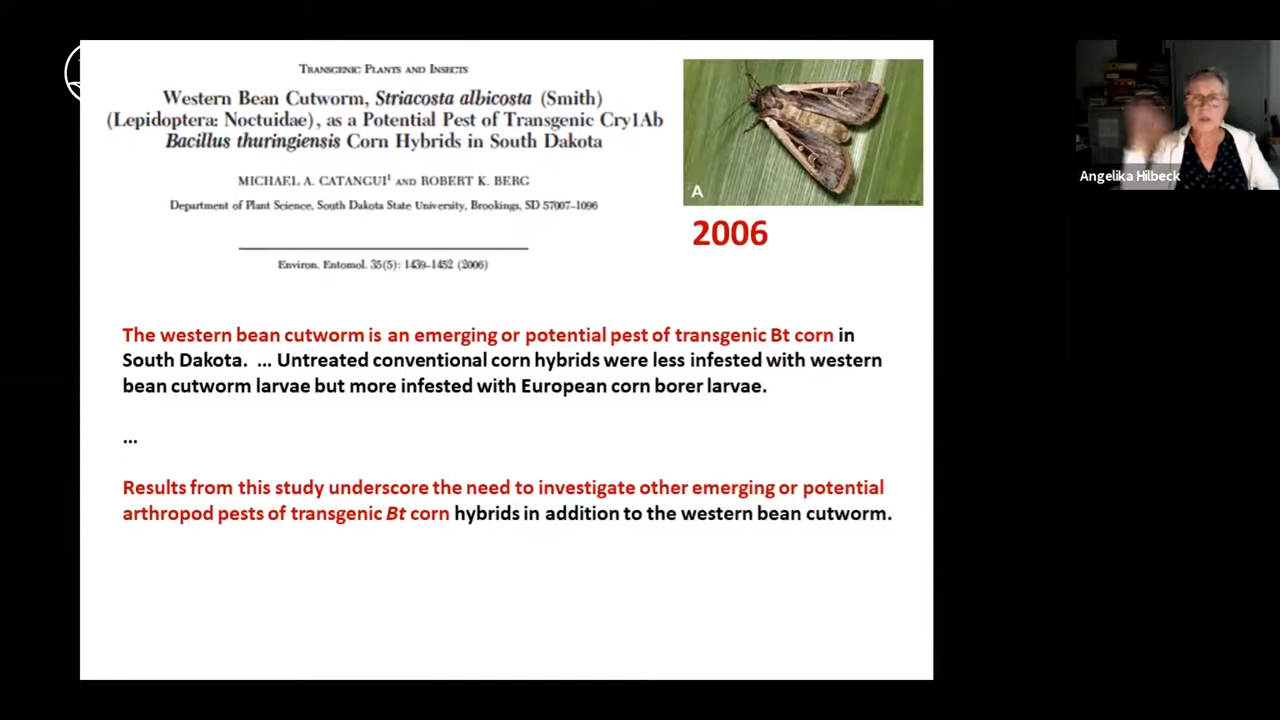 TRANSGENIC PLANTS AND INSECTS
Western Bean Cutworm, Striacosta albicosta (Smith)
(Lepidoptera: Noctuidae), as a Potential Pest of Transgenic Cry1Ab
Bacillus thuringiensis Corn Hybrids in South Dakota
MICHAEL A. CATANGUI¹ AND ROBERT K. BERG
Department of Plant Science, South Dakota State University, Brookings, SD 57007-1096
Environ. Entomol. 35(5): 1439-1452 (2006)
A
2006
The western bean cutworm is an emerging or potential pest of transgenic Bt corn in
South Dakota. ... Untreated conventional corn hybrids were less infested with western
bean cutworm larvae but more infested with European corn borer larvae.
...
Results from this study underscore the need to investigate other emerging or potential
arthropod pests of transgenic Bt corn hybrids in addition to the western bean cutworm.
Angelika Hilbeck